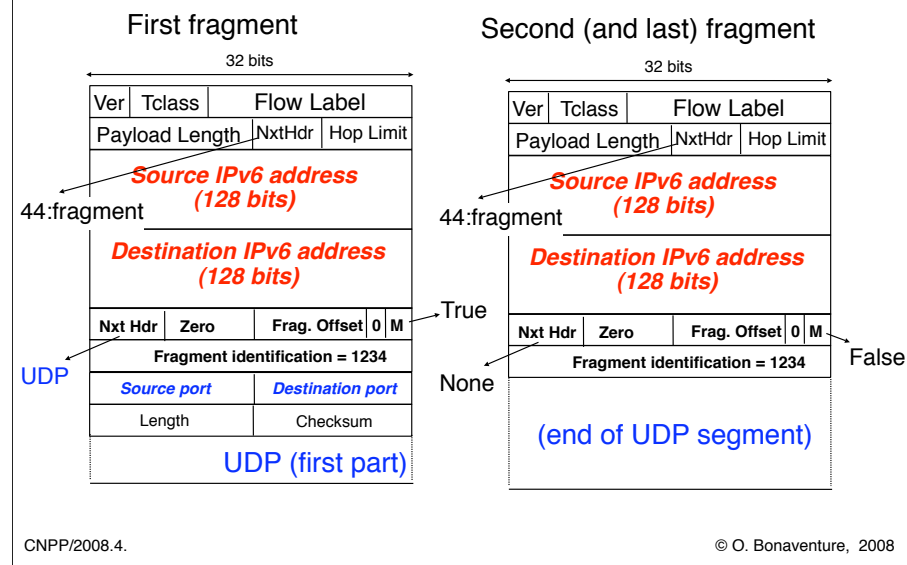 First fragment
32 bits
Ver Tclass Flow Label
Payload Length NxtHdr Hop Limit
Source IPv6 address
(128 bits)
44:fragment
Destination IPv6 address
(128 bits)
True
Nxt Hdr Zero Frag. Offset 0 M
Fragment identification = 1234
UDP
Source port Destination port
Length Checksum
UDP (first part)
Second (and last) fragment
32 bits
Ver Tclass Flow Label
Payload Length NxtHdr Hop Limit
Source IPv6 address
(128 bits)
44:fragment
Destination IPv6 address
(128 bits)
Nxt Hdr Zero Frag. Offset 0 M
False
Fragment identification = 1234
None
(end of UDP segment)
CNPP/2008.4.
© O. Bonaventure, 2008